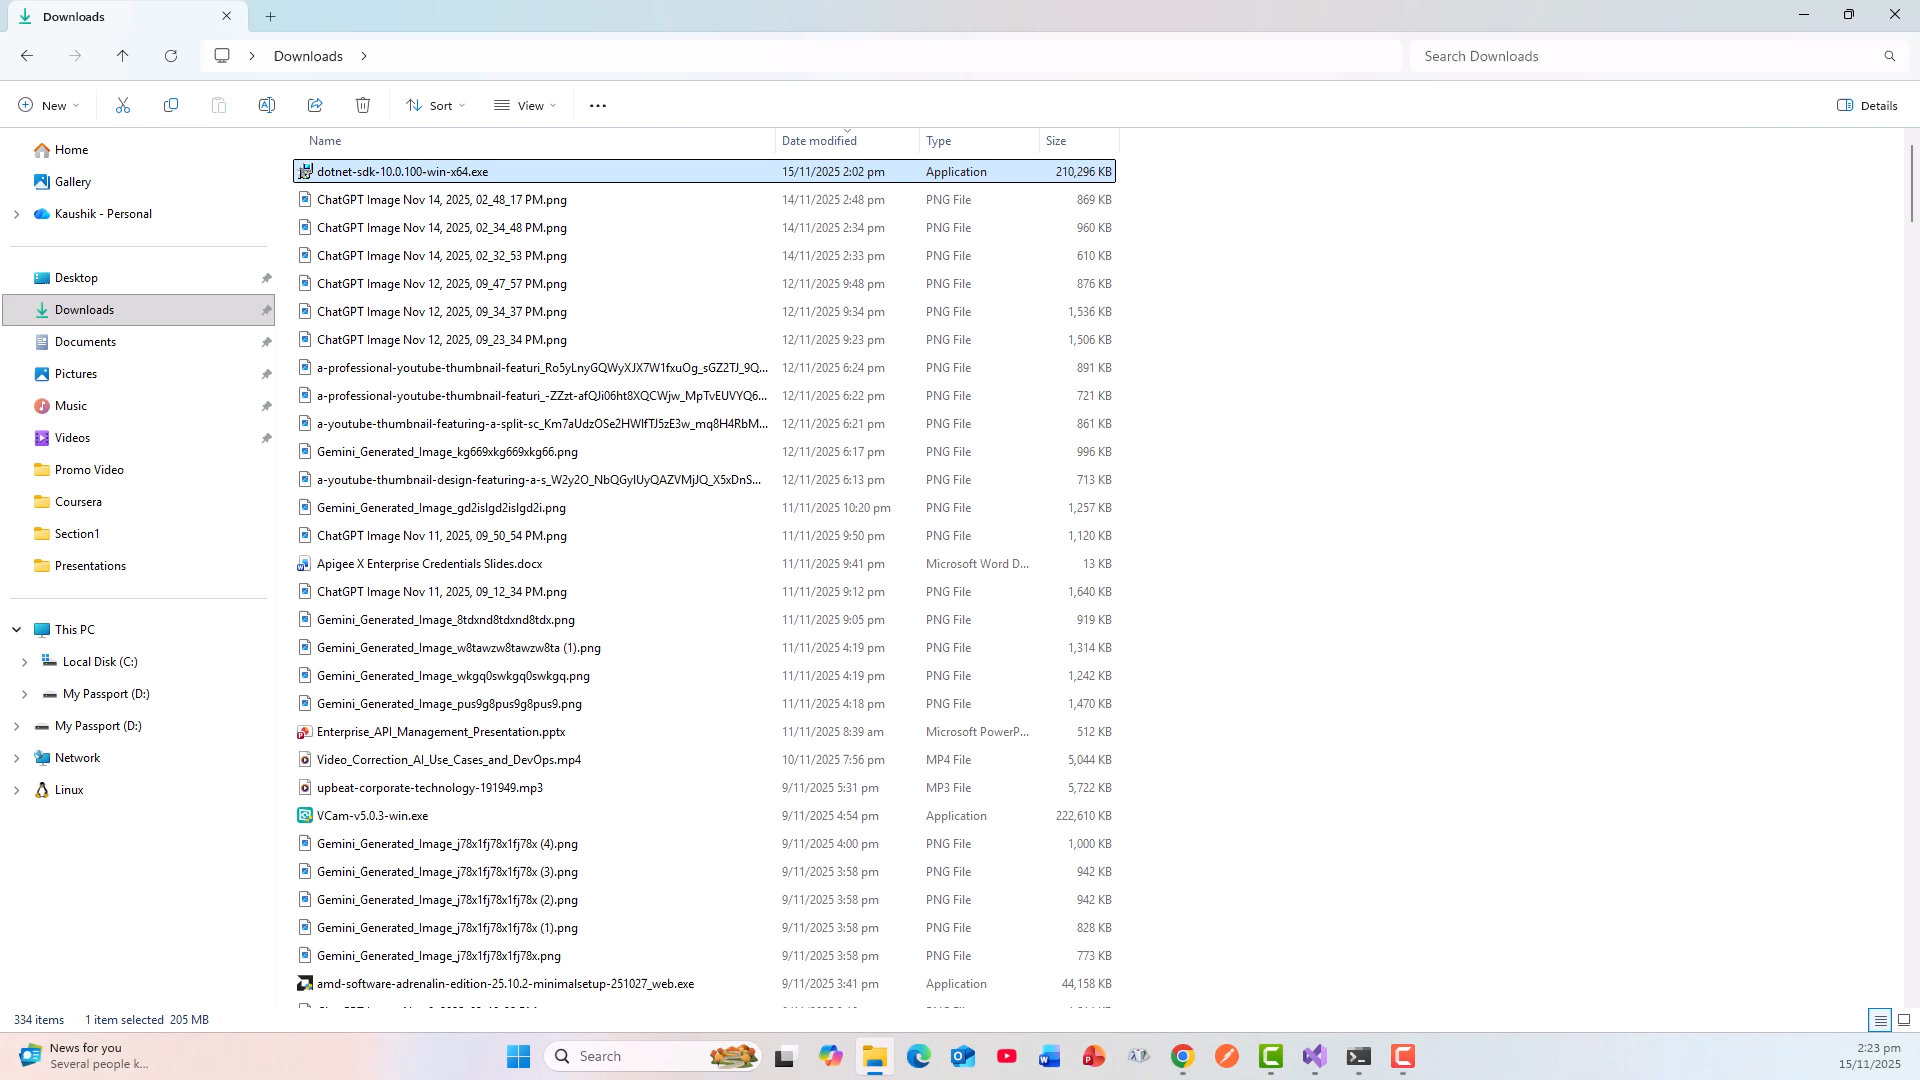 Downloads
Downloads
Search Downloads
New
Sort
View
Details
Home
Gallery
Kaushik - Personal
Desktop
Downloads
Documents
Pictures
Music
Videos
Promo Video
Coursera
Section1
Presentations
This PC
Local Disk (C:)
My Passport (D:)
My Passport (D:)
Network
Linux
Name Date modified Type Size
dotnet-sdk-10.0.100-win-x64.exe 15/11/2025 2:02 pm Application 210,296 KB
ChatGPT Image Nov 14, 2025, 02_48_17 PM.png 14/11/2025 2:48 pm PNG File 869 KB
ChatGPT Image Nov 14, 2025, 02_34_48 PM.png 14/11/2025 2:34 pm PNG File 960 KB
ChatGPT Image Nov 14, 2025, 02_32_53 PM.png 14/11/2025 2:33 pm PNG File 610 KB
ChatGPT Image Nov 12, 2025, 09_47_57 PM.png 12/11/2025 9:48 pm PNG File 876 KB
ChatGPT Image Nov 12, 2025, 09_34_37 PM.png 12/11/2025 9:34 pm PNG File 1,536 KB
ChatGPT Image Nov 12, 2025, 09_23_34 PM.png 12/11/2025 9:23 pm PNG File 1,506 KB
a-professional-youtube-thumbnail-featuri_Ro5yLnyGQWyXJX7W1fxuOg_sGZ2TJ_9Q... 12/11/2025 6:24 pm PNG File 891 KB
a-professional-youtube-thumbnail-featuri_-ZZzt-afQJi06ht8XQCWjw_MpTvEUVYQ6... 12/11/2025 6:22 pm PNG File 721 KB
a-youtube-thumbnail-featuring-a-split-sc_Km7aUdzOSe2HWlfTJ5zE3w_mq8H4RbM... 12/11/2025 6:21 pm PNG File 861 KB
Gemini_Generated_Image_kg669xkg669xkg66.png 12/11/2025 6:17 pm PNG File 996 KB
a-youtube-thumbnail-design-featuring-a-s_W2y2O_NbQGyIUyQAZVMjJQ_X5xDnS... 12/11/2025 6:13 pm PNG File 713 KB
Gemini_Generated_Image_gd2islgd2islgd2i.png 11/11/2025 10:20 pm PNG File 1,257 KB
ChatGPT Image Nov 11, 2025, 09_50_54 PM.png 11/11/2025 9:50 pm PNG File 1,120 KB
Apigee X Enterprise Credentials Slides.docx 11/11/2025 9:41 pm Microsoft Word D... 13 KB
ChatGPT Image Nov 11, 2025, 09_12_34 PM.png 11/11/2025 9:12 pm PNG File 1,640 KB
Gemini_Generated_Image_8tdxnd8tdxnd8tdx.png 11/11/2025 9:05 pm PNG File 919 KB
Gemini_Generated_Image_w8tawzw8tawzw8ta (1).png 11/11/2025 4:19 pm PNG File 1,314 KB
Gemini_Generated_Image_wkgq0swkgq0swkgq.png 11/11/2025 4:19 pm PNG File 1,242 KB
Gemini_Generated_Image_pus9g8pus9g8pus9.png 11/11/2025 4:18 pm PNG File 1,470 KB
Enterprise_API_Management_Presentation.pptx 11/11/2025 8:39 am Microsoft PowerP... 512 KB
Video_Correction_AI_Use_Cases_and_DevOps.mp4 10/11/2025 7:56 pm MP4 File 5,044 KB
upbeat-corporate-technology-191949.mp3 9/11/2025 5:31 pm MP3 File 5,722 KB
VCam-v5.0.3-win.exe 9/11/2025 4:54 pm Application 222,610 KB
Gemini_Generated_Image_j78x1fj78x1fj78x (4).png 9/11/2025 4:00 pm PNG File 1,000 KB
Gemini_Generated_Image_j78x1fj78x1fj78x (3).png 9/11/2025 3:58 pm PNG File 942 KB
Gemini_Generated_Image_j78x1fj78x1fj78x (2).png 9/11/2025 3:58 pm PNG File 942 KB
Gemini_Generated_Image_j78x1fj78x1fj78x (1).png 9/11/2025 3:58 pm PNG File 828 KB
Gemini_Generated_Image_j78x1fj78x1fj78x.png 9/11/2025 3:58 pm PNG File 773 KB
amd-software-adrenalin-edition-25.10.2-minimalsetup-251027_web.exe 9/11/2025 3:41 pm Application 44,158 KB
334 items 1 item selected 205 MB
News for you
Several people k...
Search
2:23 pm
15/11/2025